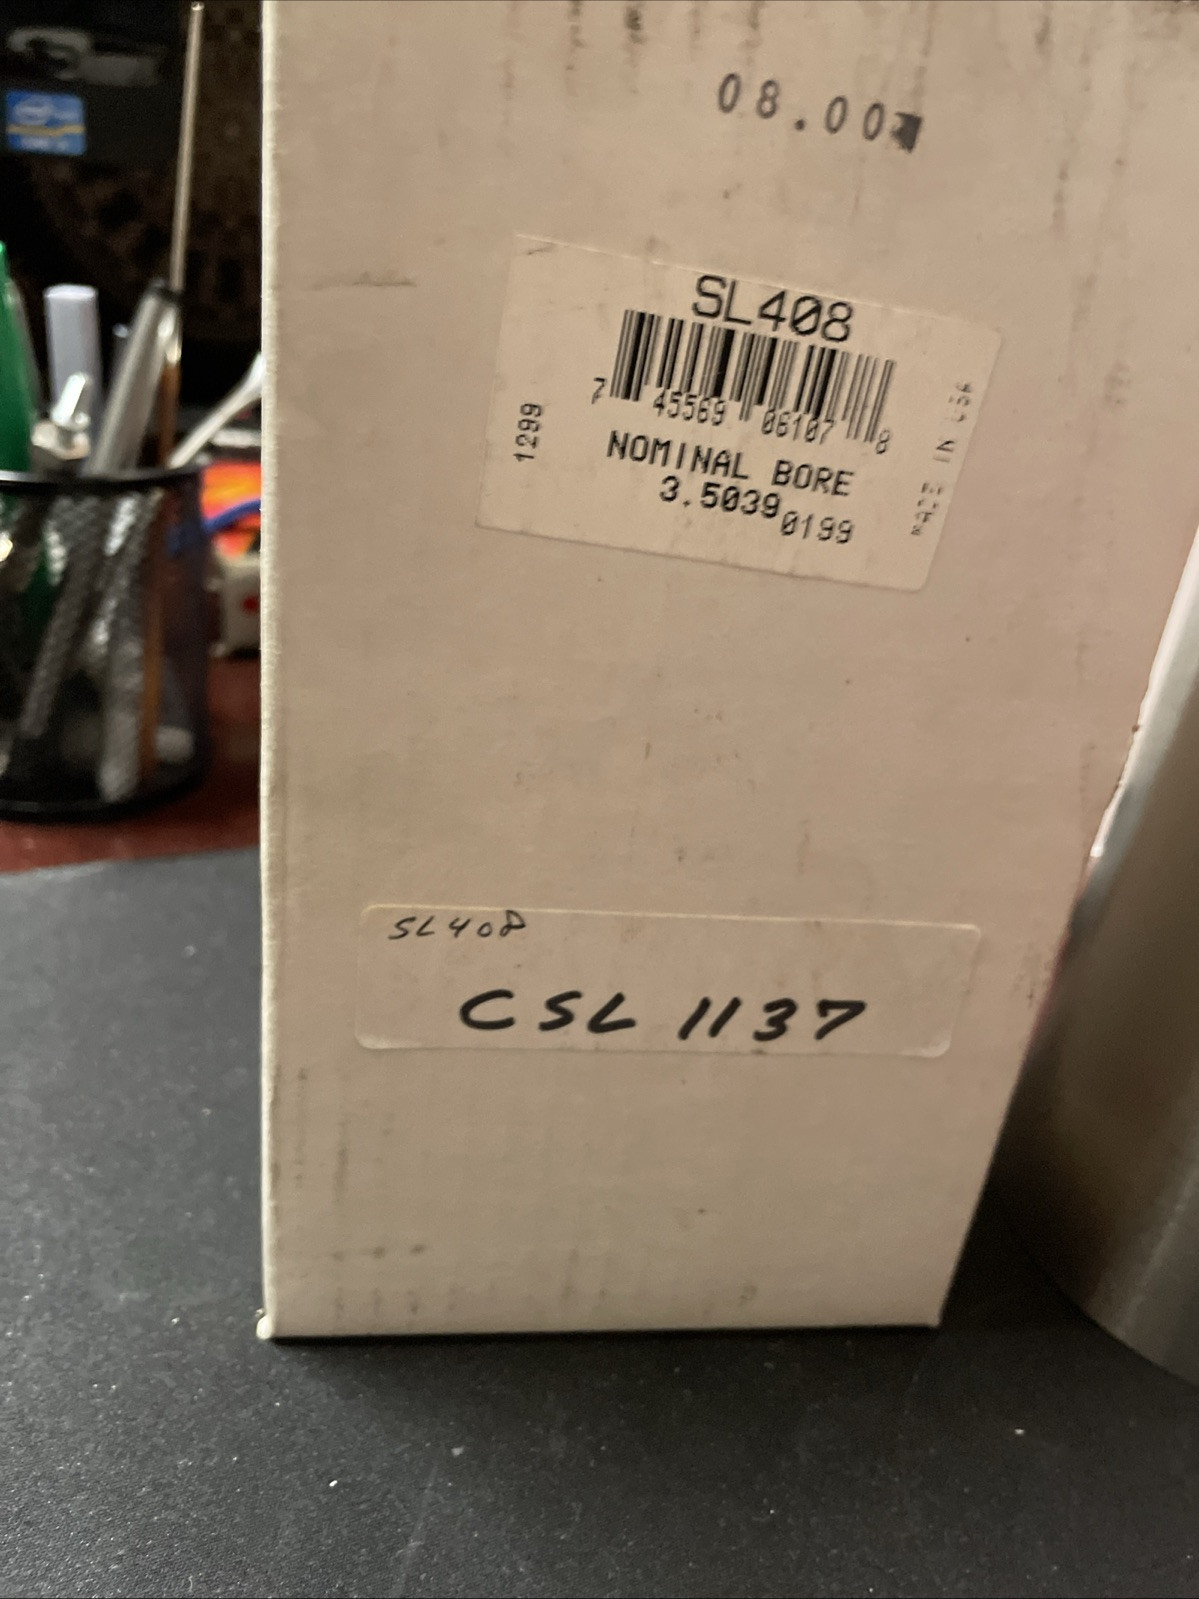 08.00
SL408
7 45569 06107 8
NOMINAL BORE
3.5039
0199
1299
MADE IN USA
SL408
CSL 1137
intel